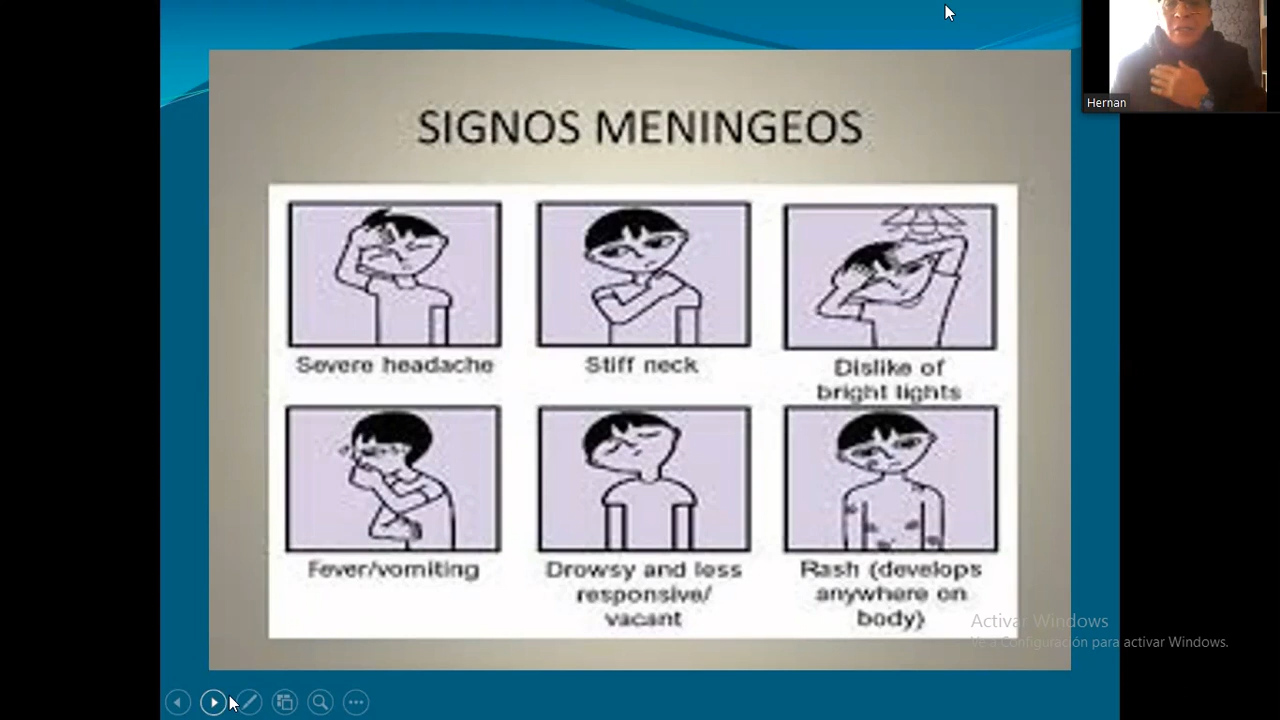 Hernan
SIGNOS MENINGEOS
Severe headache
Stiff neck
Dislike of
bright lights
Fever/vomiting
Drowsy and less
responsive/
vacant
Rash (develops
anywhere on
body)
Activar Windows
Ve a Configuración para activar Windows.